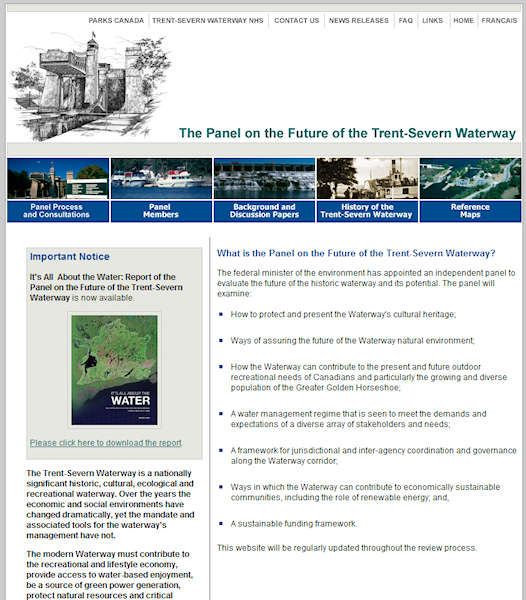 PARKS CANADA | TRENT-SEVERN WATERWAY NHS | CONTACT US | NEWS RELEASES | FAQ | LINKS | HOME | FRANCAIS
The Panel on the Future of the Trent-Severn Waterway
Panel Process
and Consultations
Panel
Members
Background and
Discussion Papers
History of the
Trent-Severn Waterway
Reference
Maps
Important Notice
It's All About the Water: Report of the
Panel on the Future of the Trent-Severn
Waterway is now available.
IT'S ALL ABOUT THE
WATER
Please click here to download the report.
The Trent-Severn Waterway is a nationally
significant historic, cultural, ecological and
recreational waterway. Over the years the
economic and social environments have
changed dramatically, yet the mandate and
associated tools for the waterway's
management have not.
The modern Waterway must contribute to
the recreational and lifestyle economy,
provide access to water-based enjoyment,
be a source of green power generation,
protect natural resources and critical
What is the Panel on the Future of the Trent-Severn Waterway?
The federal minister of the environment has appointed an independent panel to
evaluate the future of the historic waterway and its potential. The panel will
examine:
How to protect and present the Waterway's cultural heritage;
Ways of assuring the future of the Waterway natural environment;
How the Waterway can contribute to the present and future outdoor
recreational needs of Canadians and particularly the growing and diverse
population of the Greater Golden Horseshoe;
A water management regime that is seen to meet the demands and
expectations of a diverse array of stakeholders and needs;
A framework for jurisdictional and inter-agency coordination and governance
along the Waterway corridor;
Ways in which the Waterway can contribute to economically sustainable
communities, including the role of renewable energy; and,
A sustainable funding framework.
This website will be regularly updated throughout the review process.